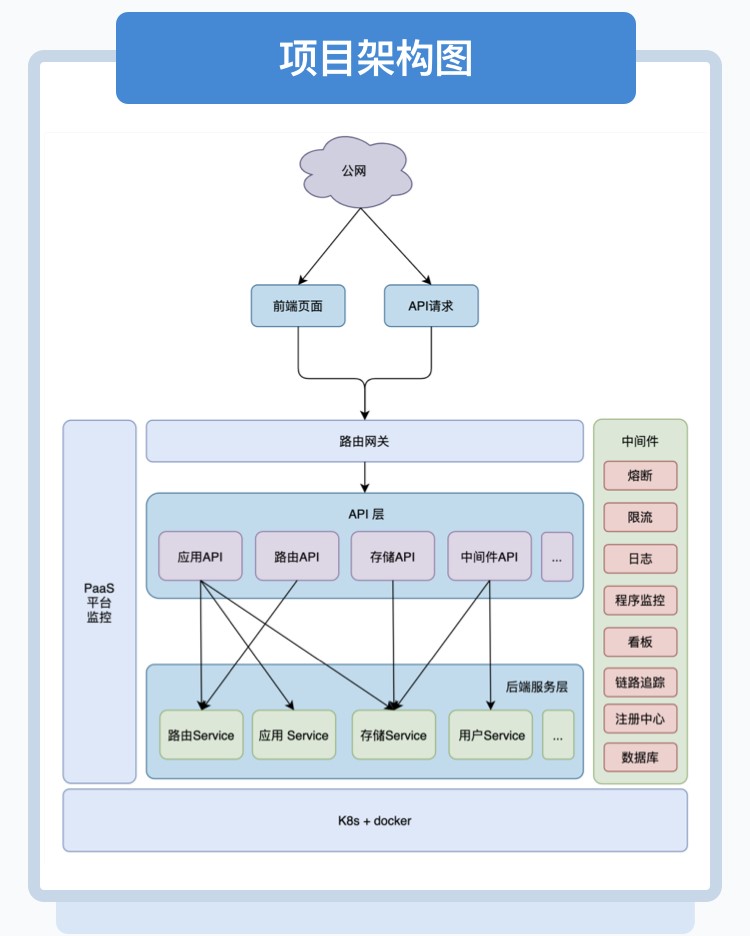 项目架构图
公网
前端页面
API请求
路由网关
PaaS
平台
监控
API 层
应用API
路由API
存储API
中间件API
...
后端服务层
路由Service
应用 Service
存储Service
用户Service
...
中间件
熔断
限流
日志
程序监控
看板
链路追踪
注册中心
数据库
K8s + docker